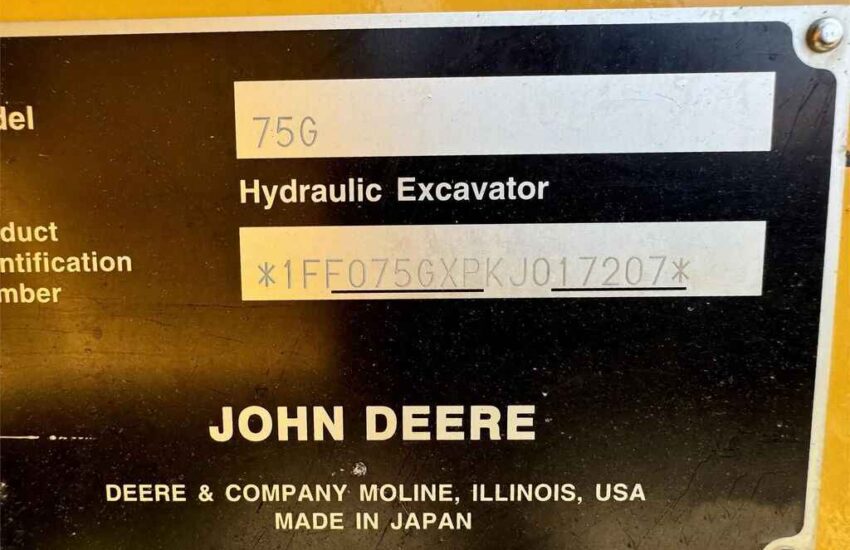 del
75G
Hydraulic Excavator
duct
ntification
mber
*1FF075GXPKJ017207*
JOHN DEERE
DEERE & COMPANY MOLINE, ILLINOIS, USA
MADE IN JAPAN